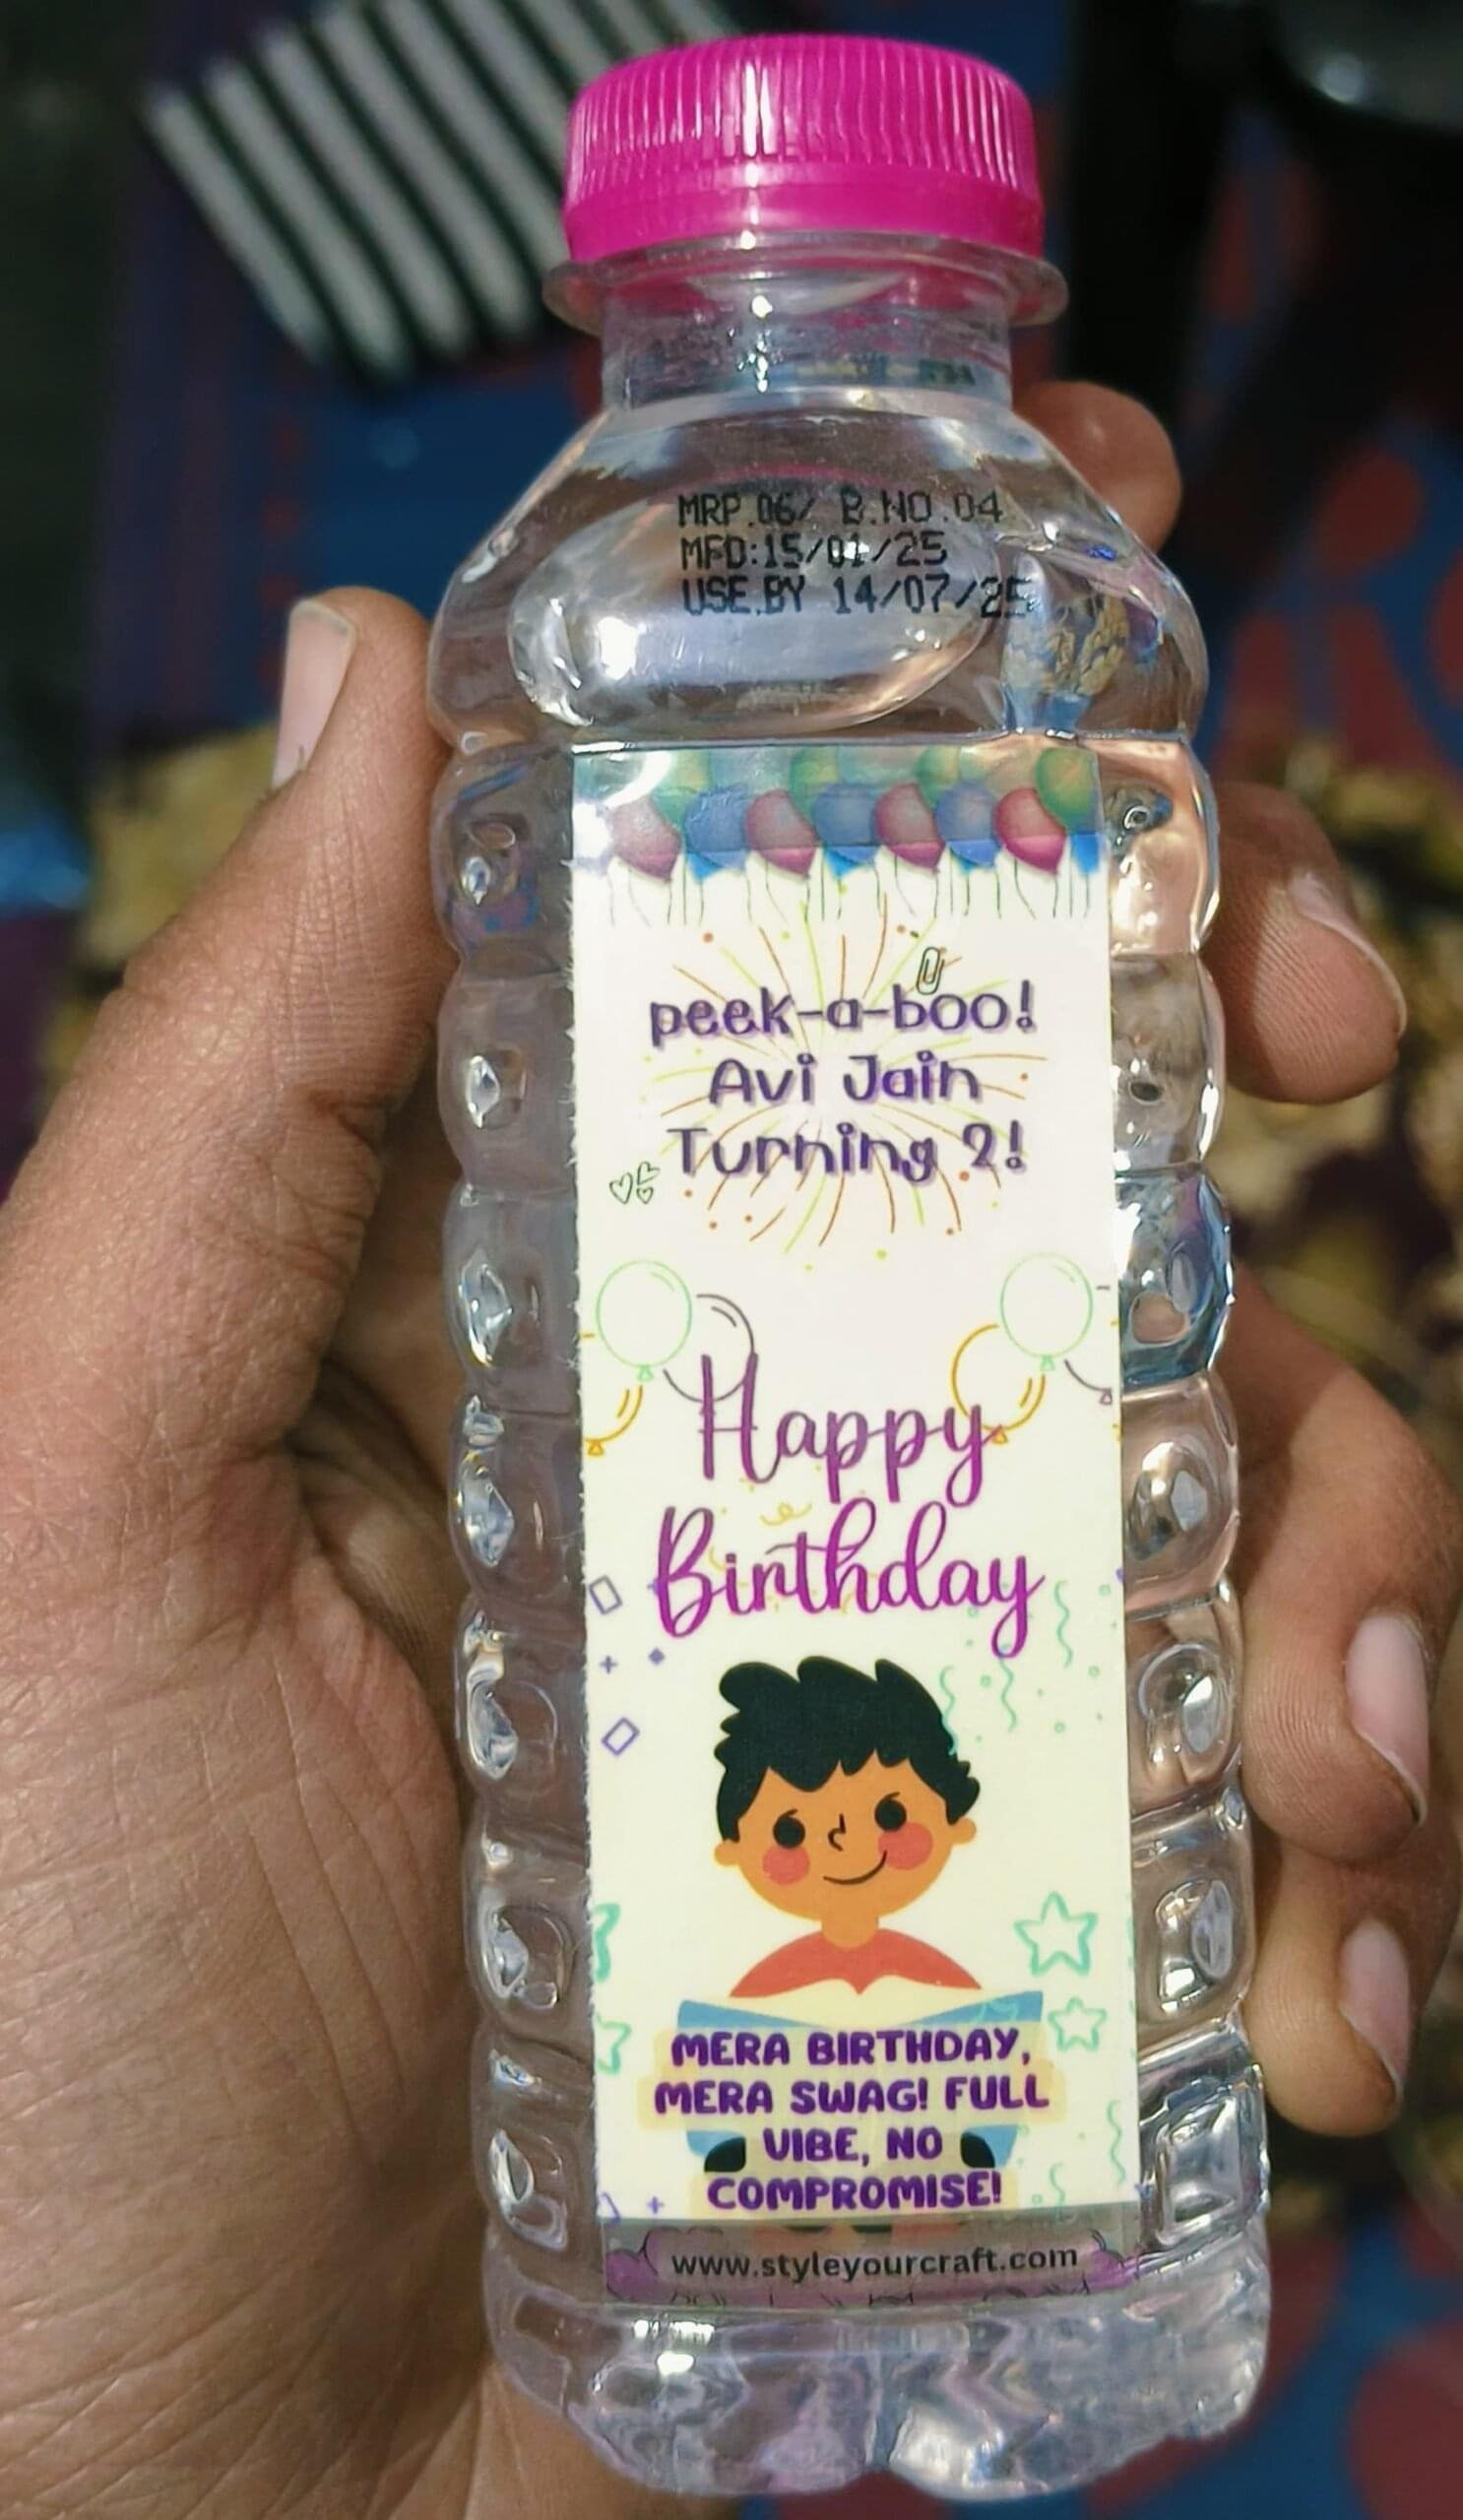 MRP.06/ B.NO.04
MFD:15/01/25
USE.BY 14/07/25
peek-a-boo!
Avi Jain
Turning 2!
Happy
Birthday
MERA BIRTHDAY,
MERA SWAG! FULL
VIBE, NO
COMPROMISE!
www.styleyourcraft.com